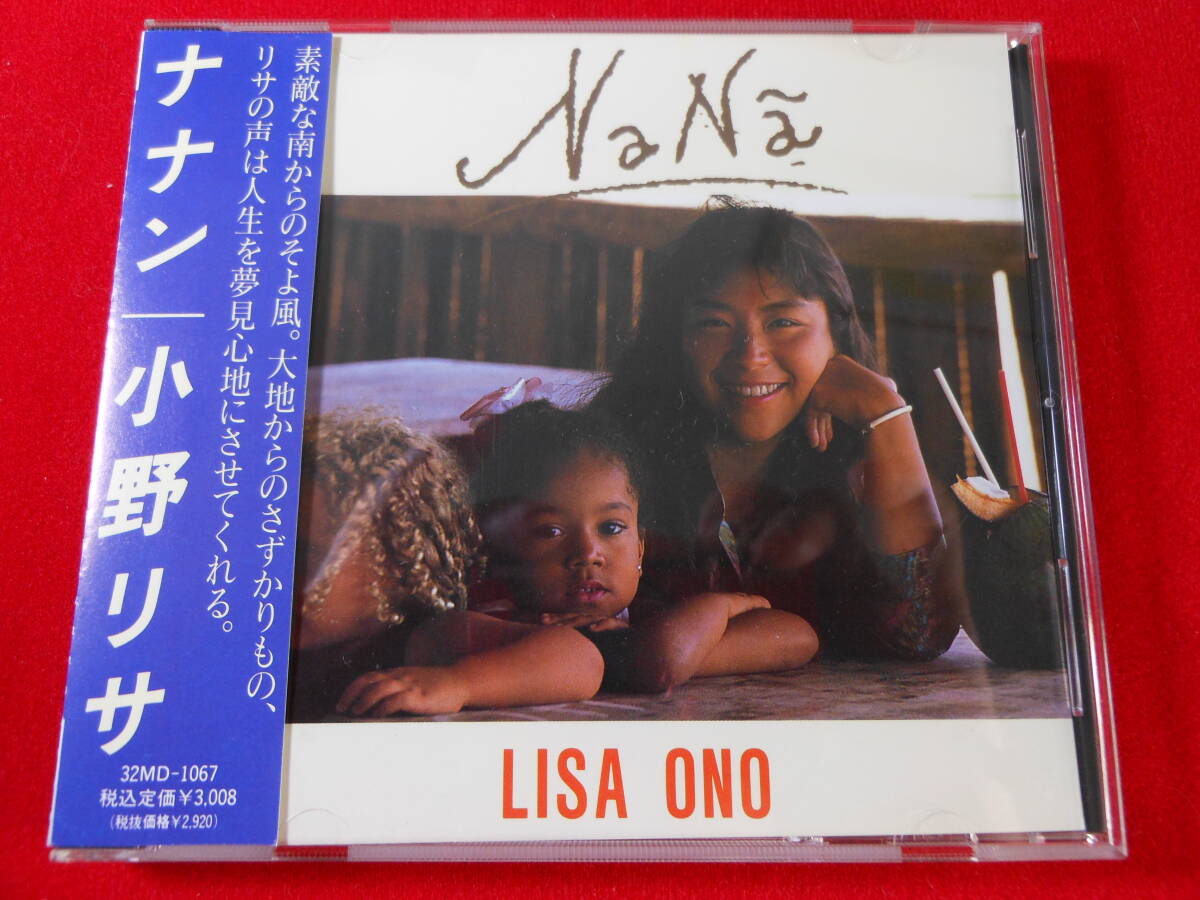 ナナン｜小野リサ
素敵な南からのそよ風。大地からのさずかりもの、
リサの声は人生を夢見心地にさせてくれる。
32MD-1067
税込定価￥3,008
(税抜価格￥2,920)
NaNã
LISA ONO